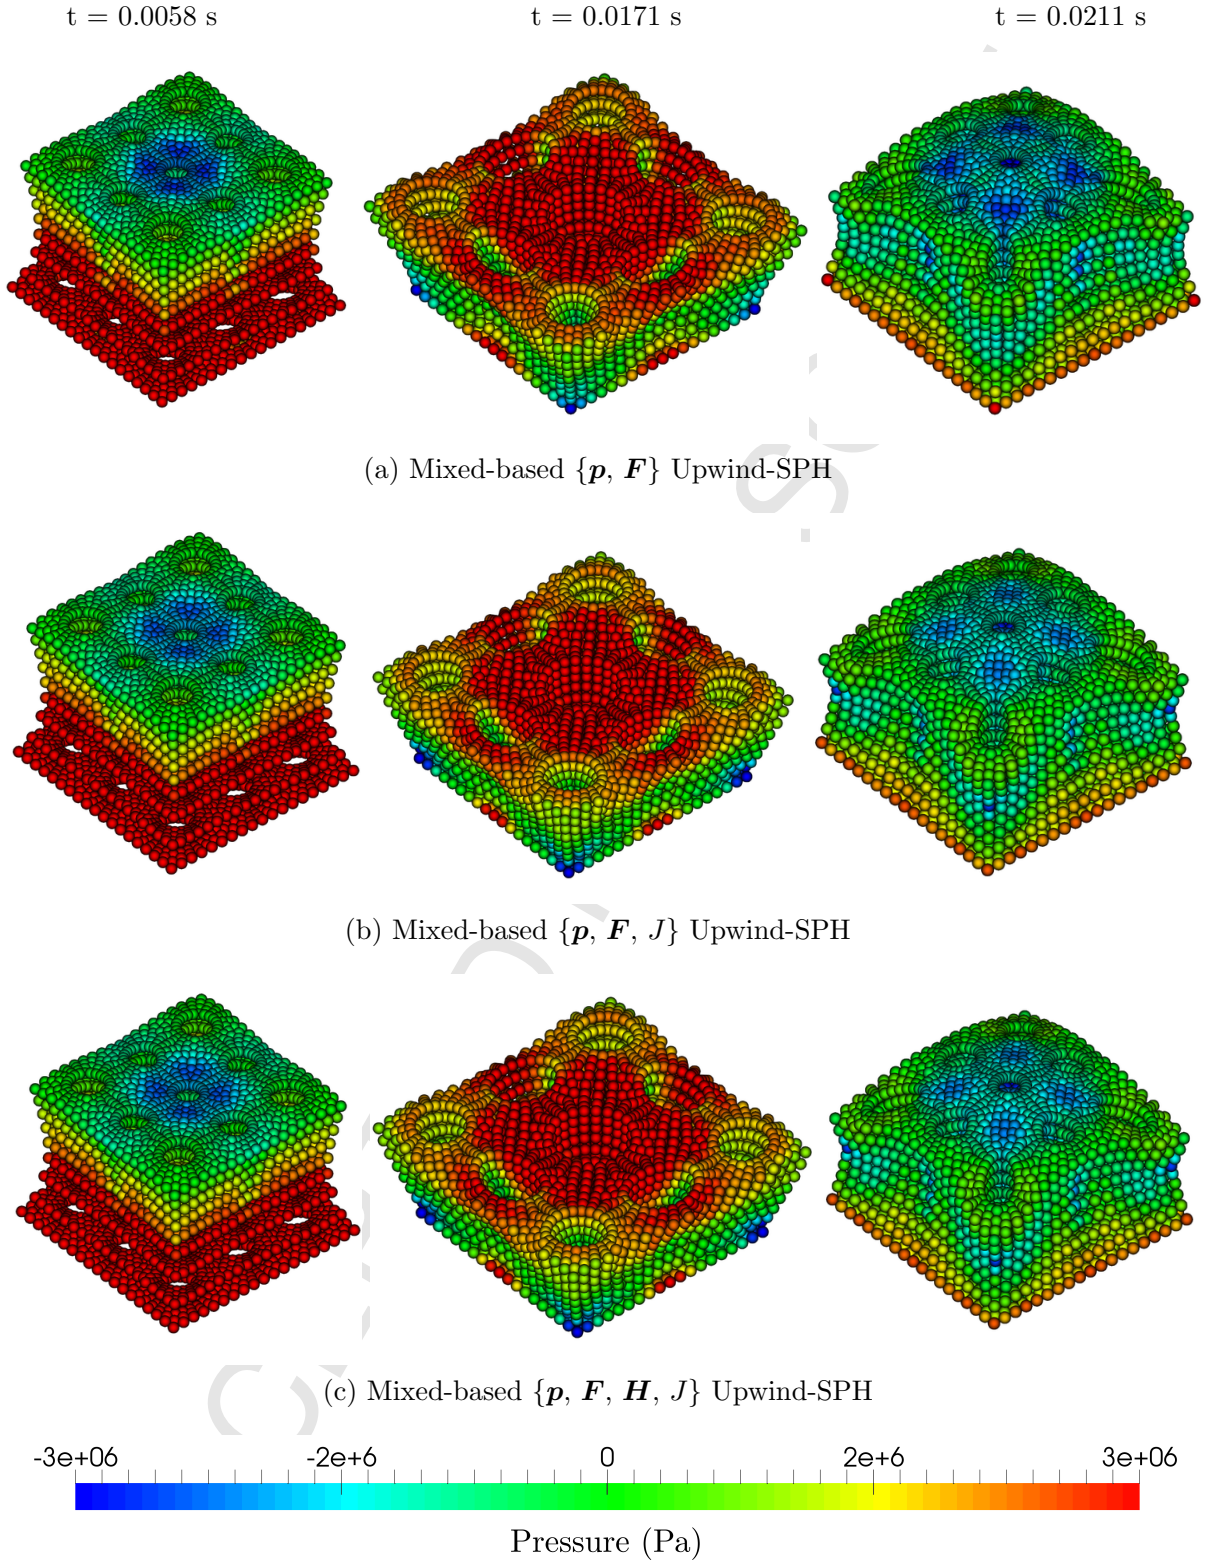 t = 0.0058 s t = 0.0171 s t = 0.0211 s
(a) Mixed-based {p, F} Upwind-SPH
(b) Mixed-based {p, F, J} Upwind-SPH
(c) Mixed-based {p, F, H, J} Upwind-SPH
-3e+06 -2e+6 0 2e+6 3e+06
Pressure (Pa)